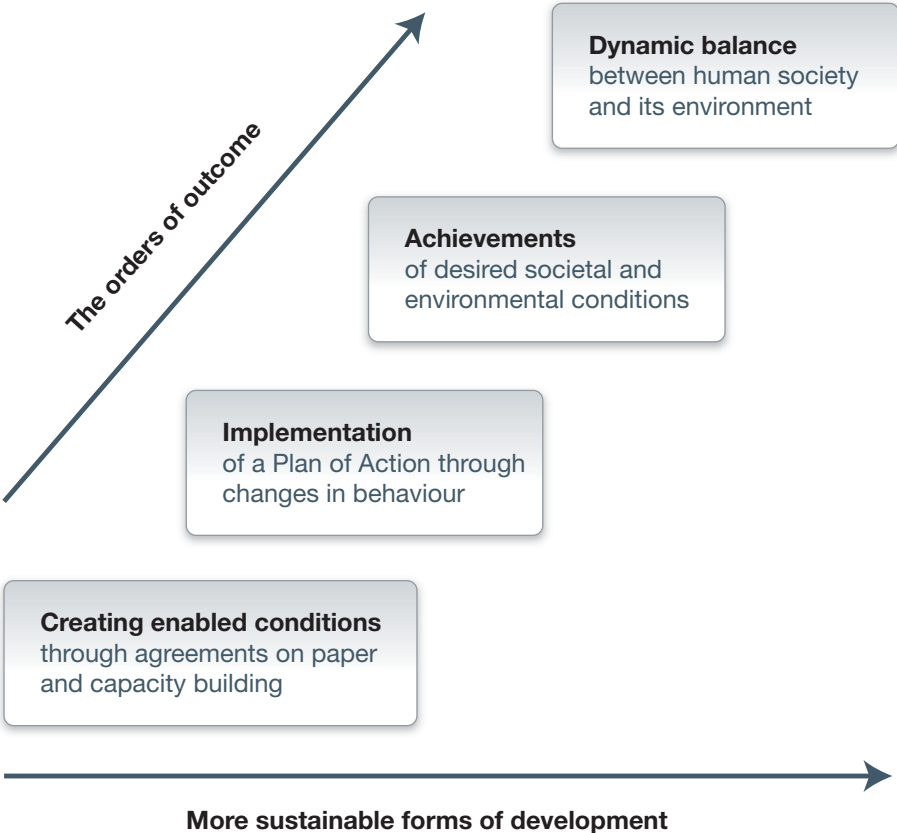 Dynamic balance
between human society
and its environment
The orders of outcome
Achievements
of desired societal and
environmental conditions
Implementation
of a Plan of Action through
changes in behaviour
Creating enabled conditions
through agreements on paper
and capacity building
More sustainable forms of development